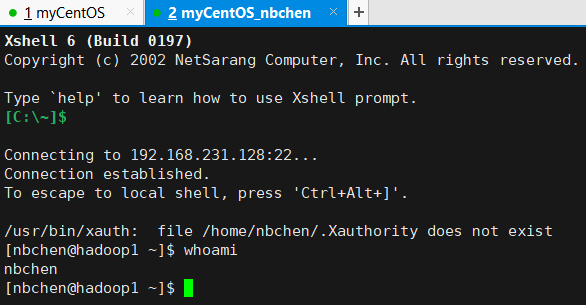 1 myCentOS × 2 myCentOS_nbchen × +
Xshell 6 (Build 0197)
Copyright (c) 2002 NetSarang Computer, Inc. All rights reserved.
Type `help' to learn how to use Xshell prompt.
[C:\~]$
Connecting to 192.168.231.128:22...
Connection established.
To escape to local shell, press 'Ctrl+Alt+]'.
/usr/bin/xauth:  file /home/nbchen/.Xauthority does not exist
[nbchen@hadoop1 ~]$ whoami
nbchen
[nbchen@hadoop1 ~]$